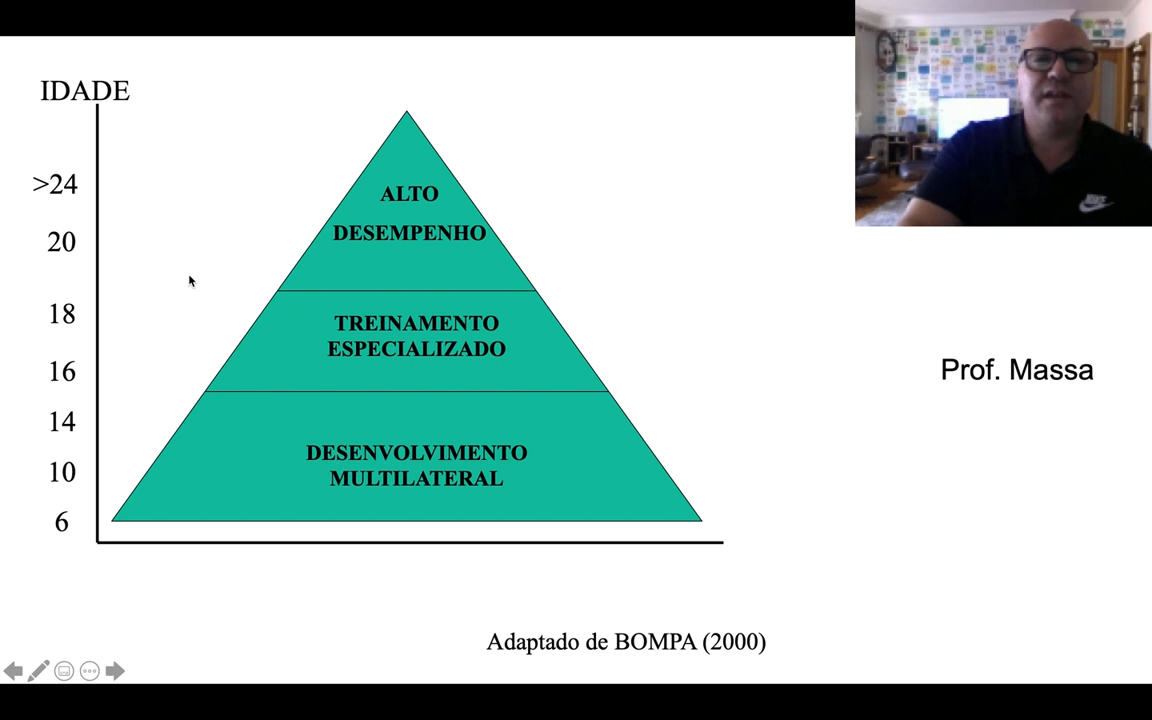 IDADE
>24
20
18
16
14
10
6
ALTO
DESEMPENHO
TREINAMENTO
ESPECIALIZADO
DESENVOLVIMENTO
MULTILATERAL
Prof. Massa
Adaptado de BOMPA (2000)